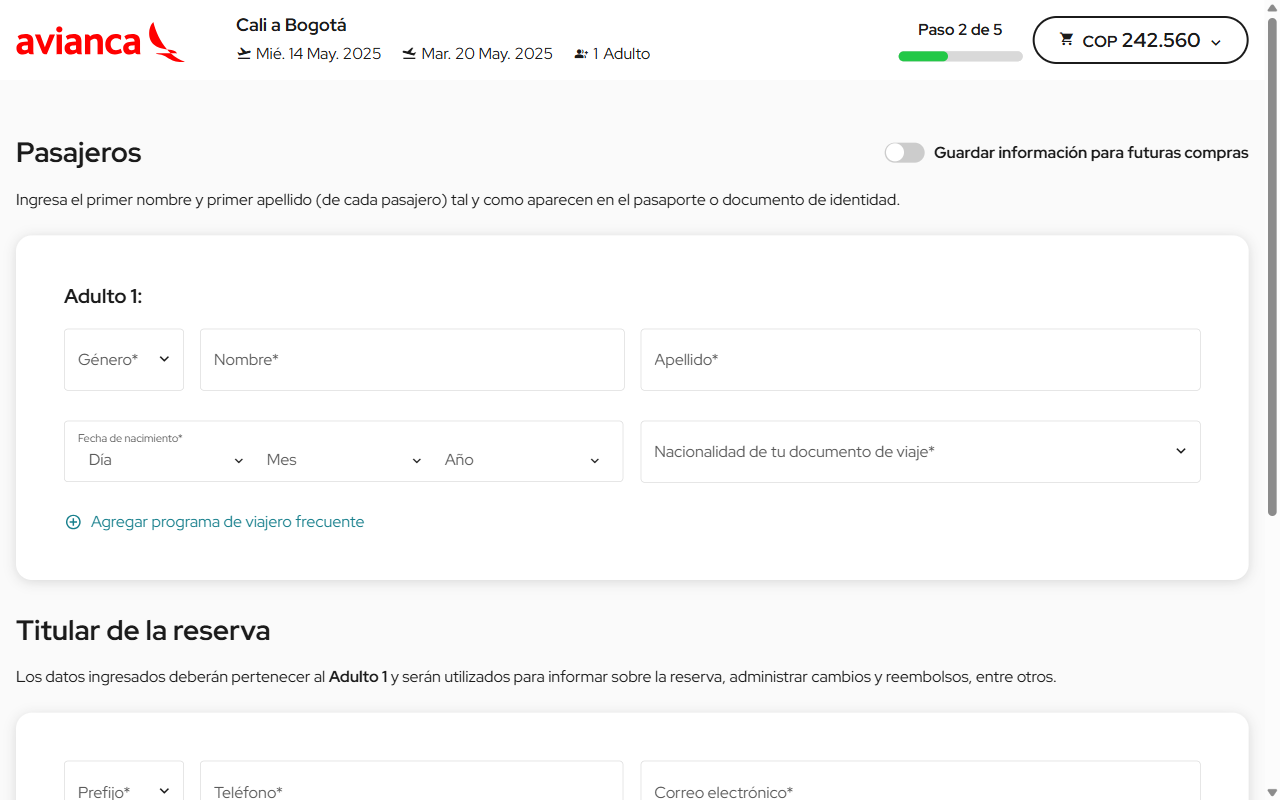 avianca
Cali a Bogotá
Mié. 14 May. 2025 Mar. 20 May. 2025 1 Adulto
Paso 2 de 5
COP 242.560
Pasajeros
Guardar información para futuras compras
Ingresa el primer nombre y primer apellido (de cada pasajero) tal y como aparecen en el pasaporte o documento de identidad.
Adulto 1:
Género* Nombre* Apellido*
Fecha de nacimiento*
Día Mes Año
Nacionalidad de tu documento de viaje*
Agregar programa de viajero frecuente
Titular de la reserva
Los datos ingresados deberán pertenecer al Adulto 1 y serán utilizados para informar sobre la reserva, administrar cambios y reembolsos, entre otros.
Prefijo* Teléfono* Correo electrónico*